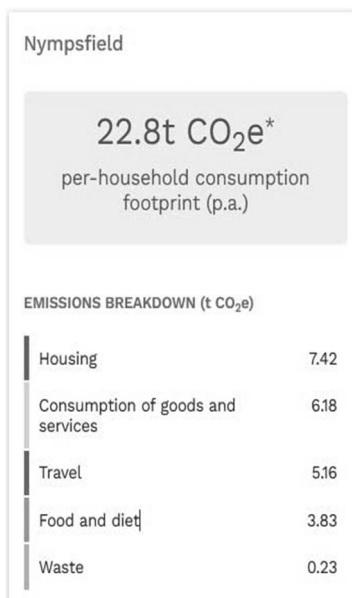 Nympsfield
22.8t CO₂e*
per-household consumption
footprint (p.a.)
EMISSIONS BREAKDOWN (t CO₂e)
Housing 7.42
Consumption of goods and 6.18
services
Travel 5.16
Food and diet 3.83
Waste 0.23